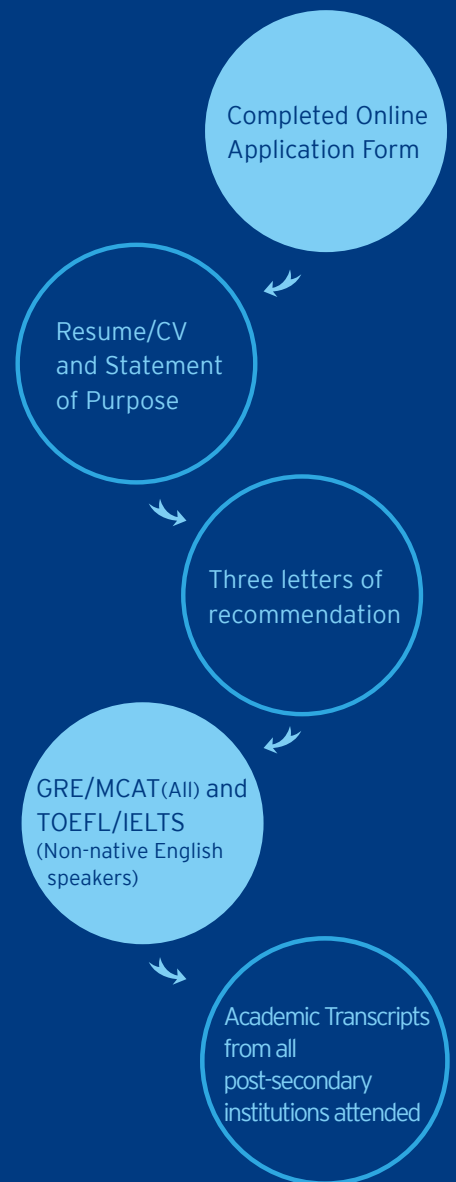 Completed Online
Application Form
Resume/CV
and Statement
of Purpose
Three letters of
recommendation
GRE/MCAT(All) and
TOEFL/IELTS
(Non-native English
speakers)
Academic Transcripts
from all
post-secondary
institutions attended